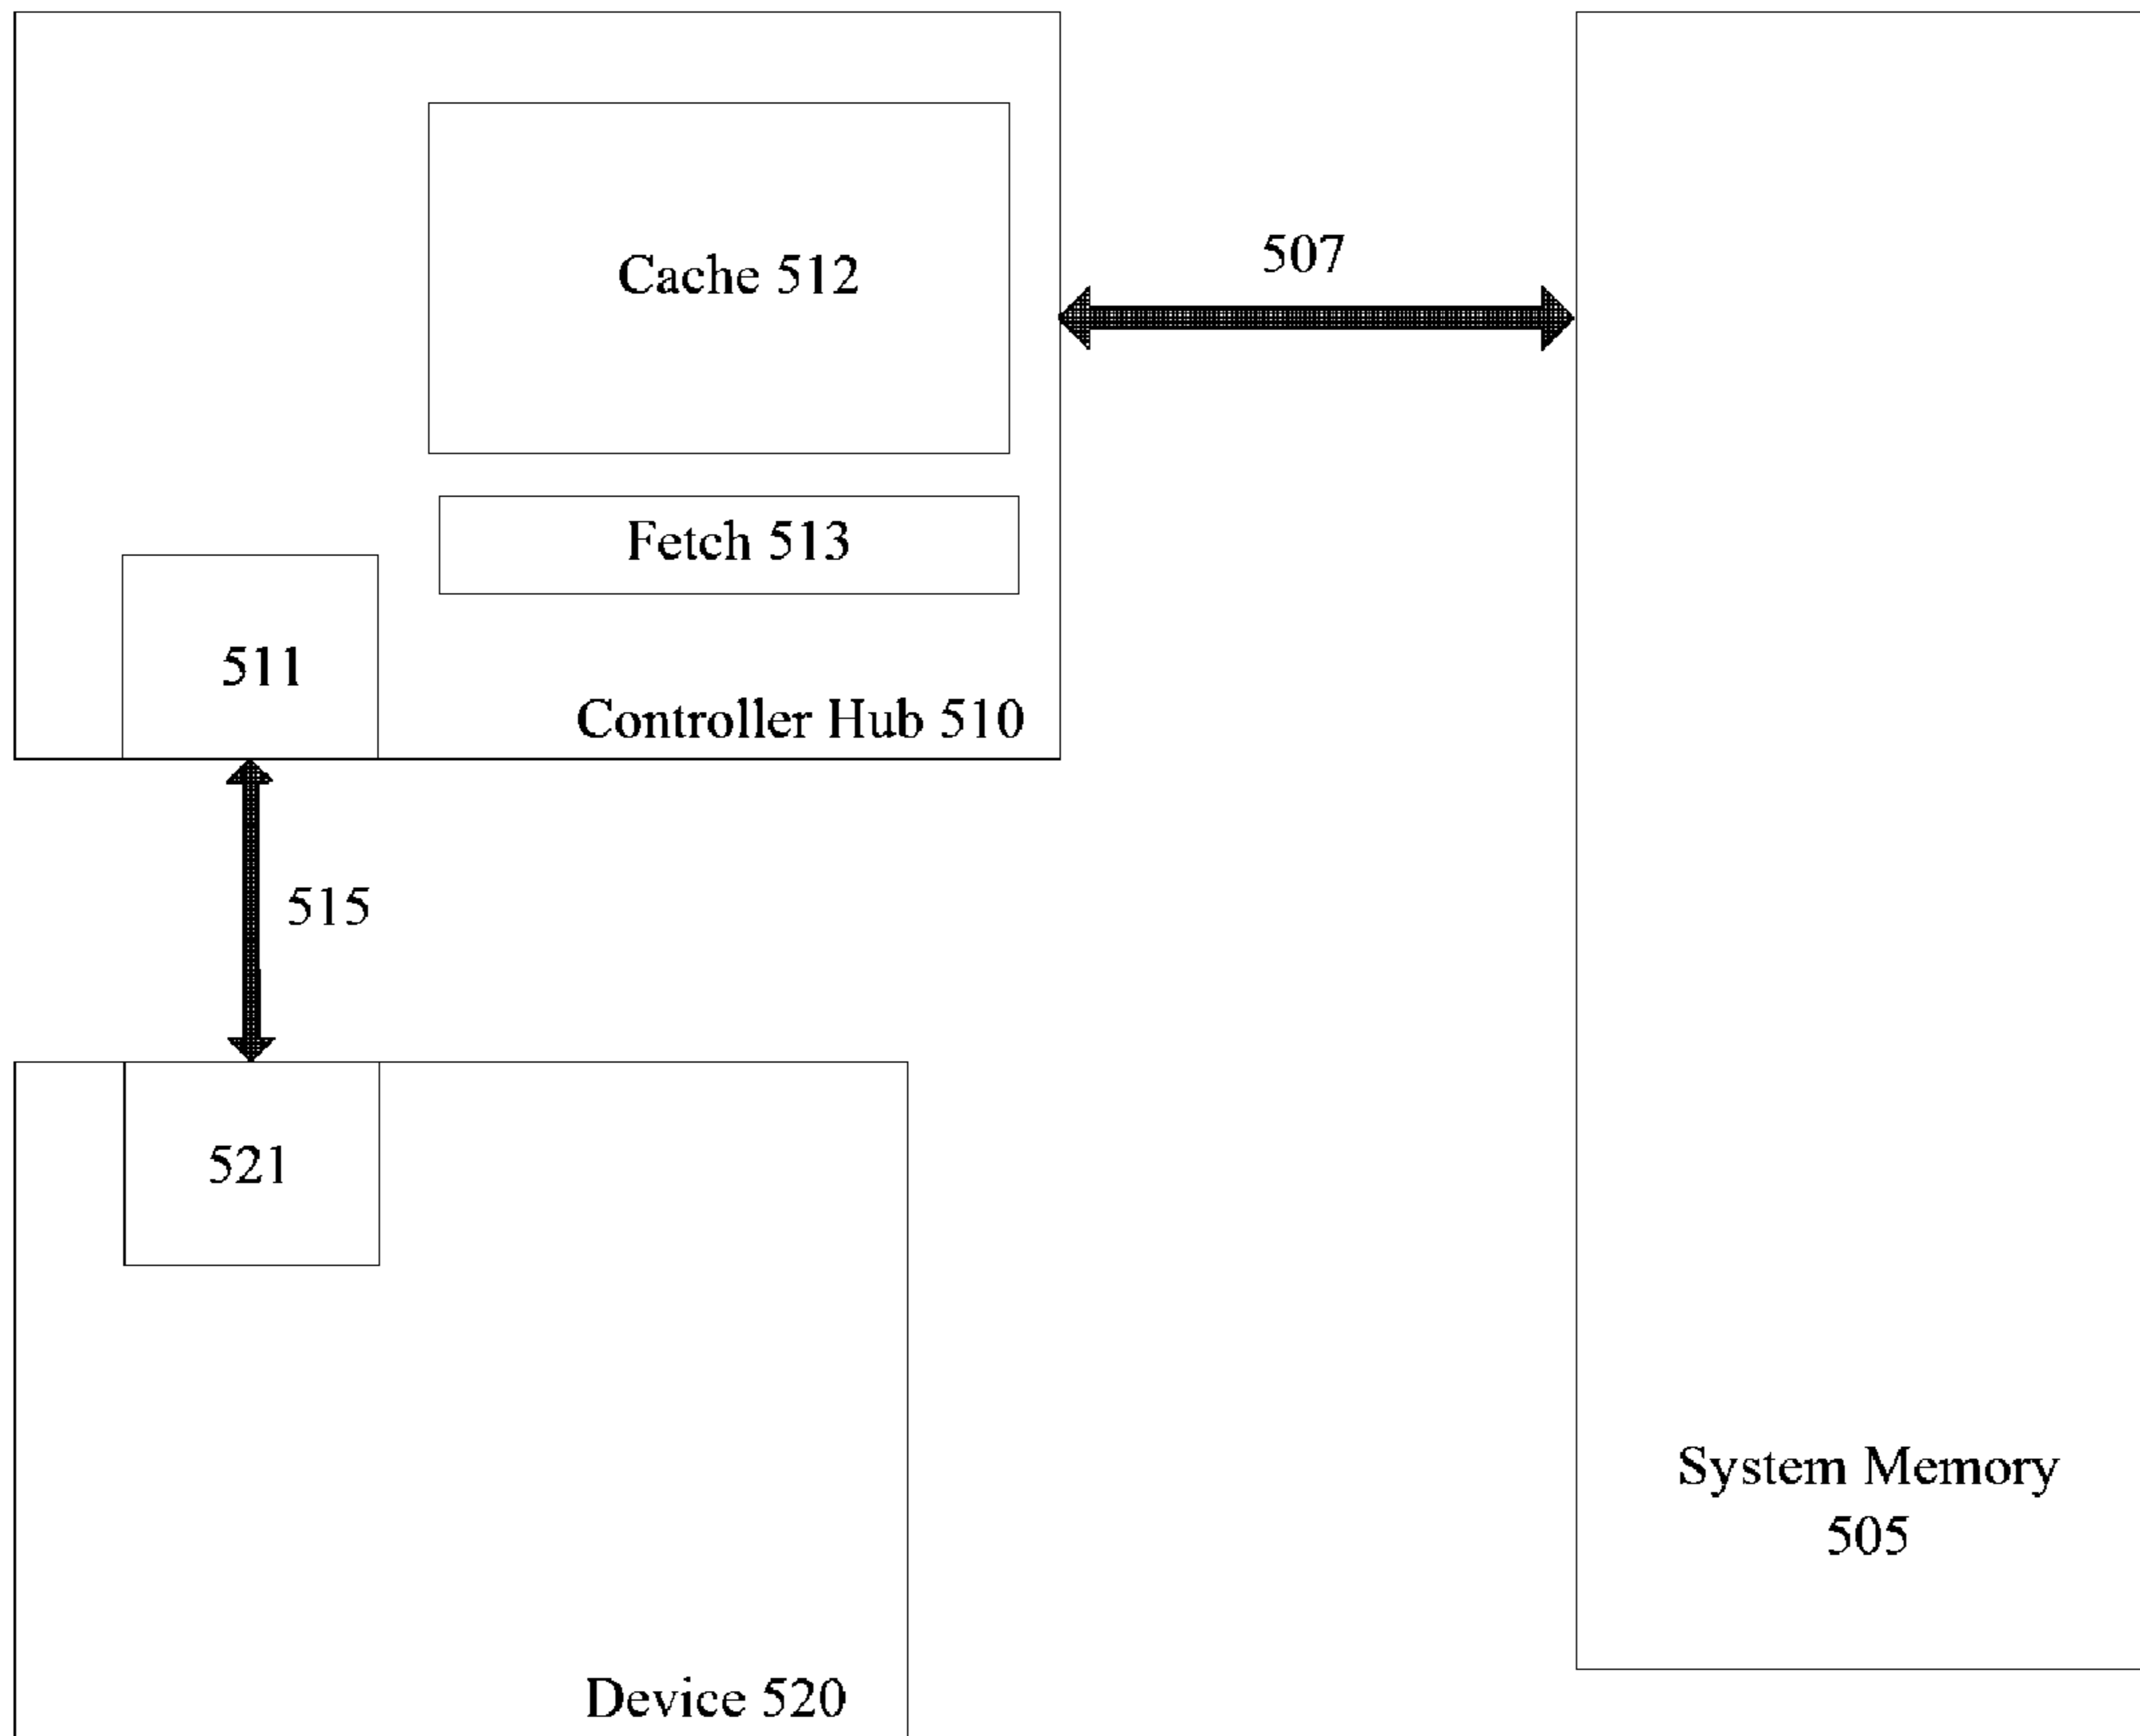 Cache 512
507
Fetch 513
511
Controller Hub 510
515
521
System Memory
505
Device 520